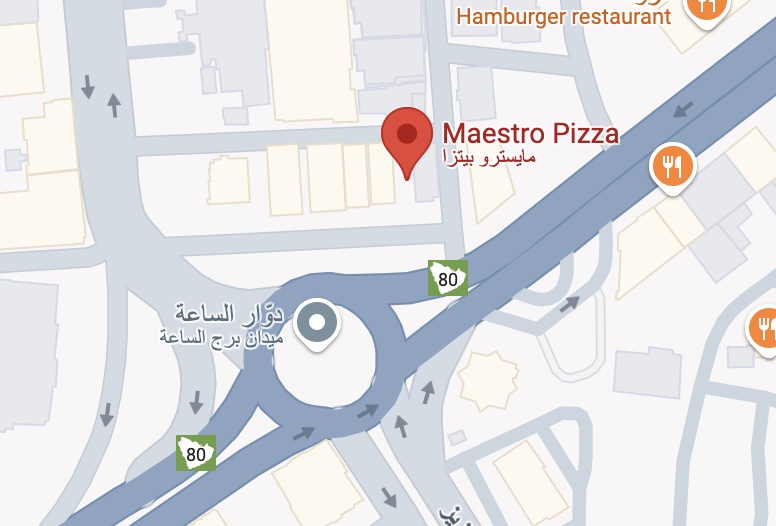 Hamburger restaurant
Maestro Pizza
مايسترو بيتزا
80
دوّار الساعة
ميدان برج الساعة
80